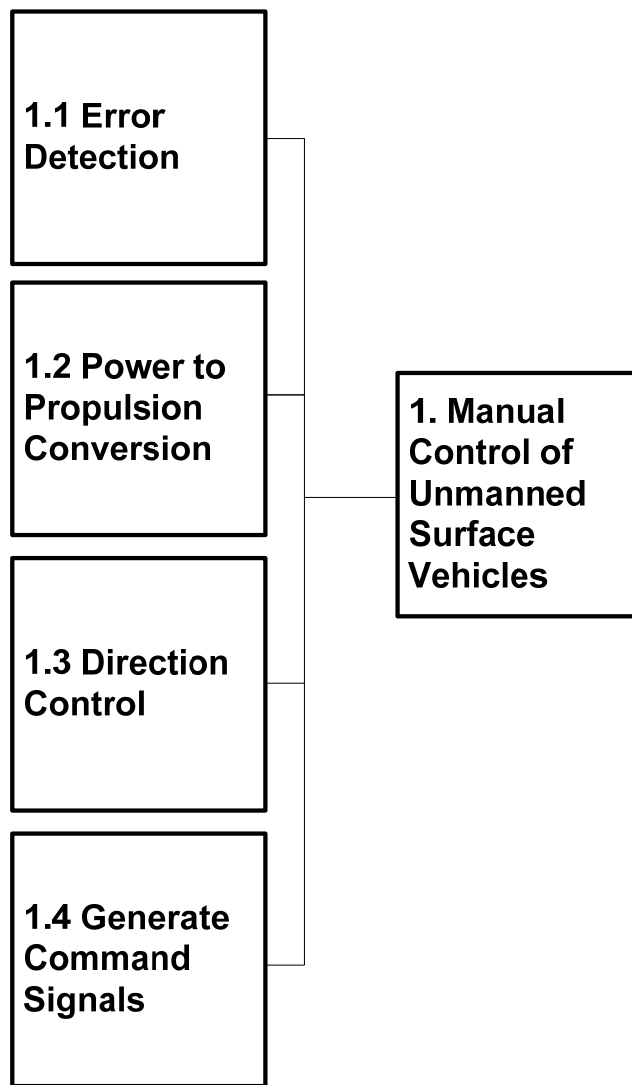 1.1 Error
Detection
1.2 Power to
Propulsion
Conversion
1.3 Direction
Control
1.4 Generate
Command
Signals
1. Manual
Control of
Unmanned
Surface
Vehicles